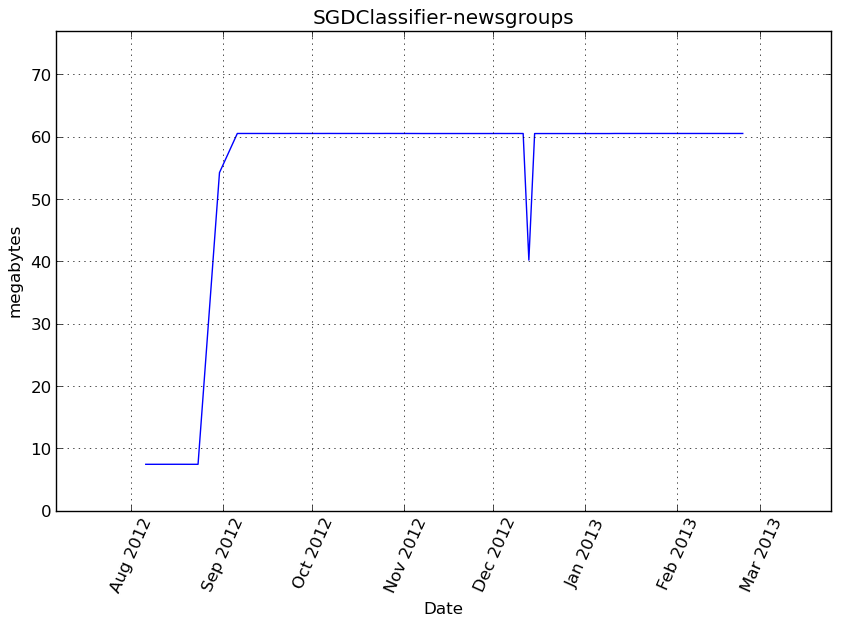 SGDClassifier-newsgroups
70
60
50
40
30
20
10
0
megabytes
Aug 2012
Sep 2012
Oct 2012
Nov 2012
Dec 2012
Jan 2013
Feb 2013
Mar 2013
Date